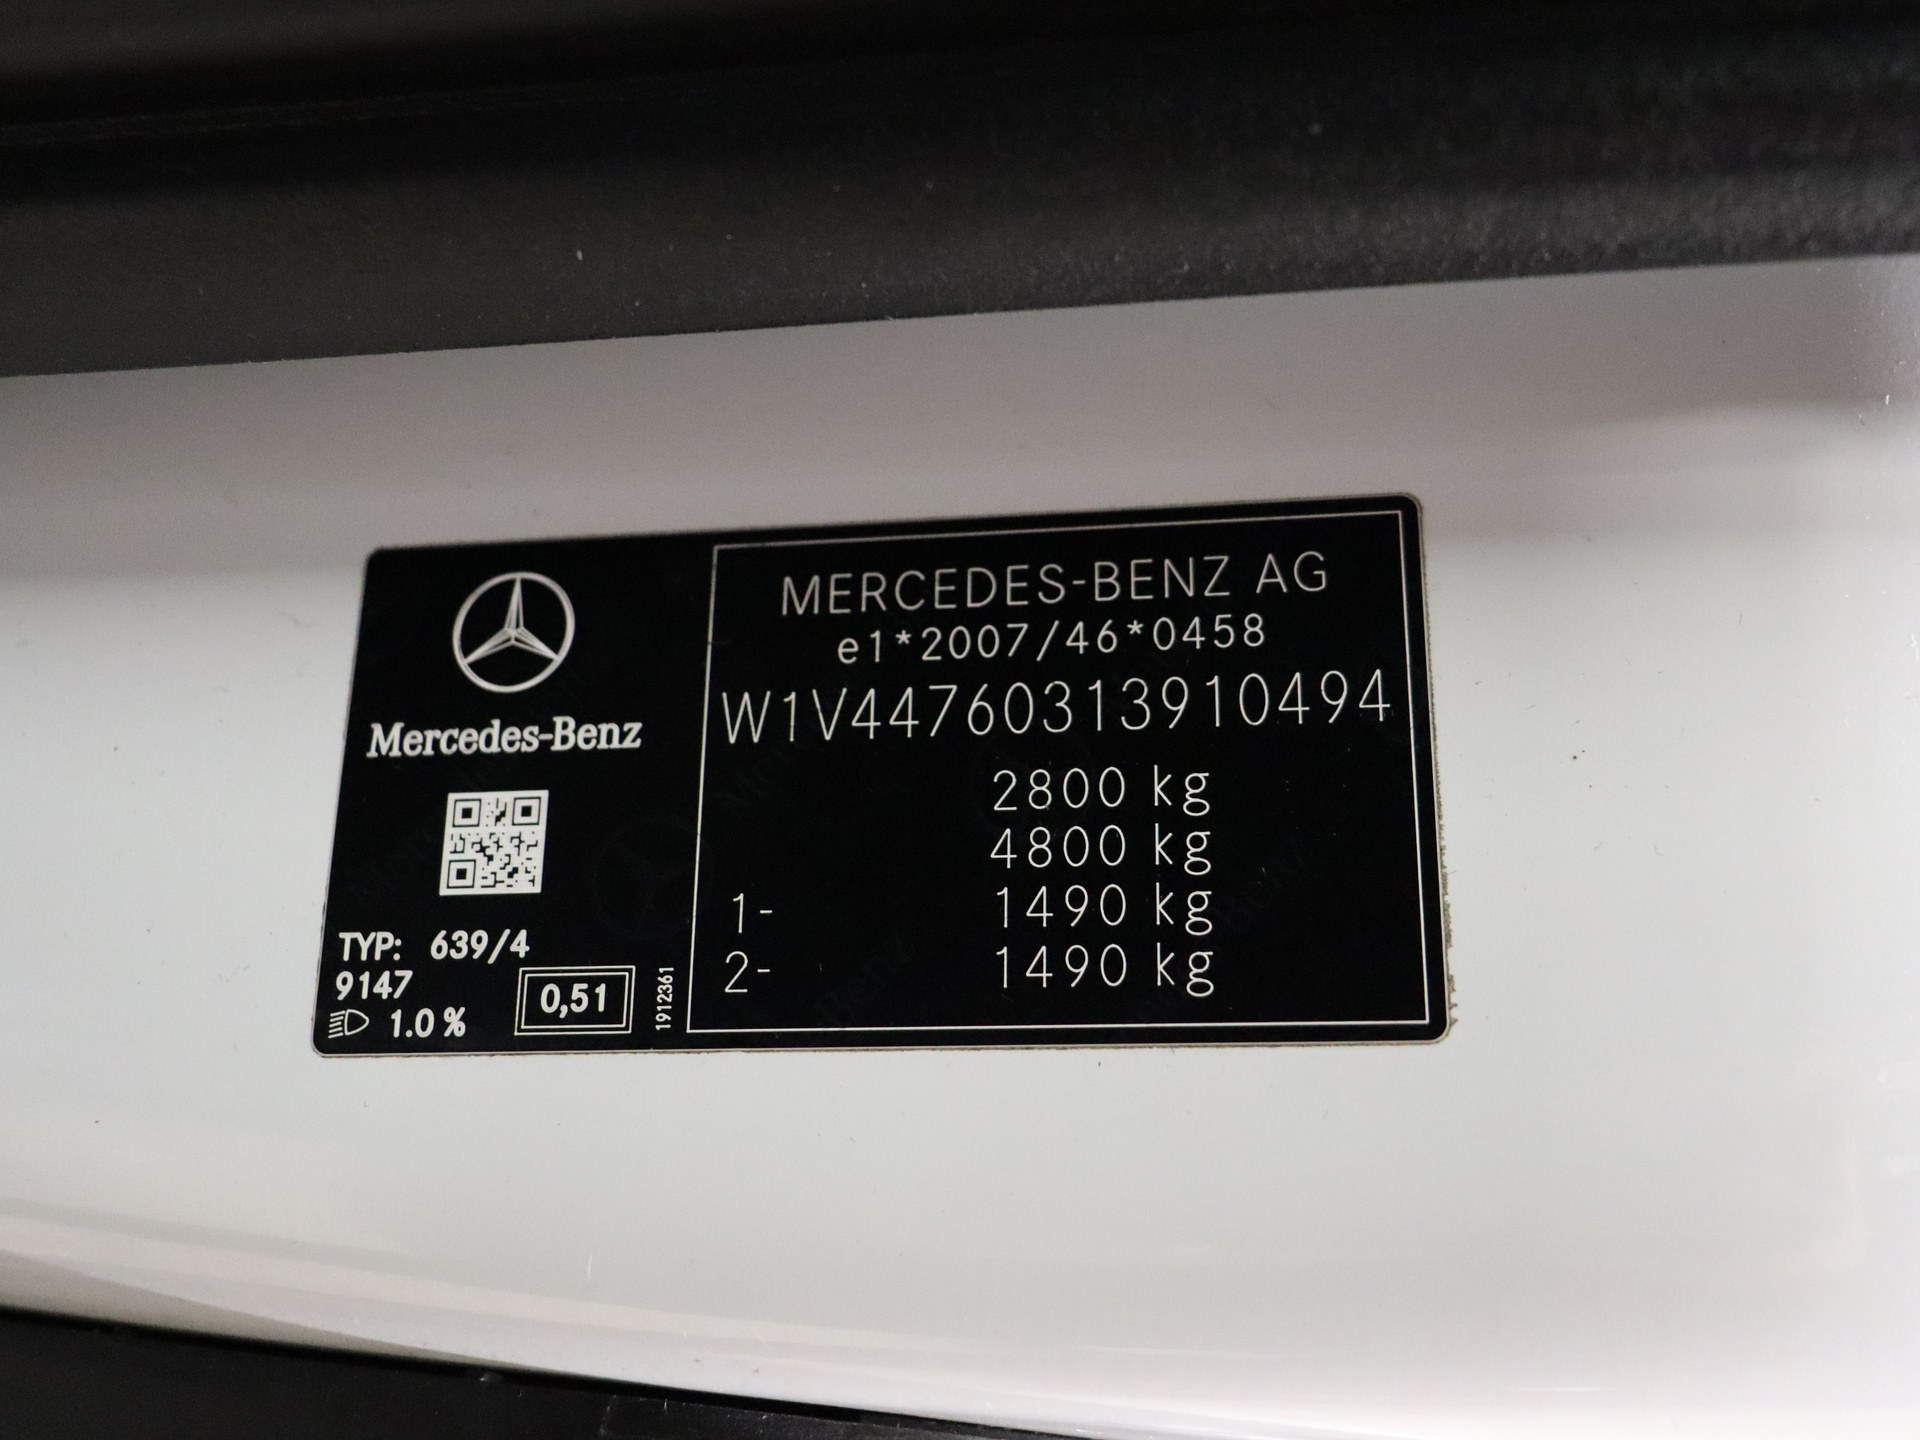 Mercedes-Benz
TYP: 639/4
9147
1.0 %
0,51
1912361
MERCEDES-BENZ AG
e1*2007/46*0458
W1V44760313910494
2800 kg
4800 kg
1- 1490 kg
2- 1490 kg